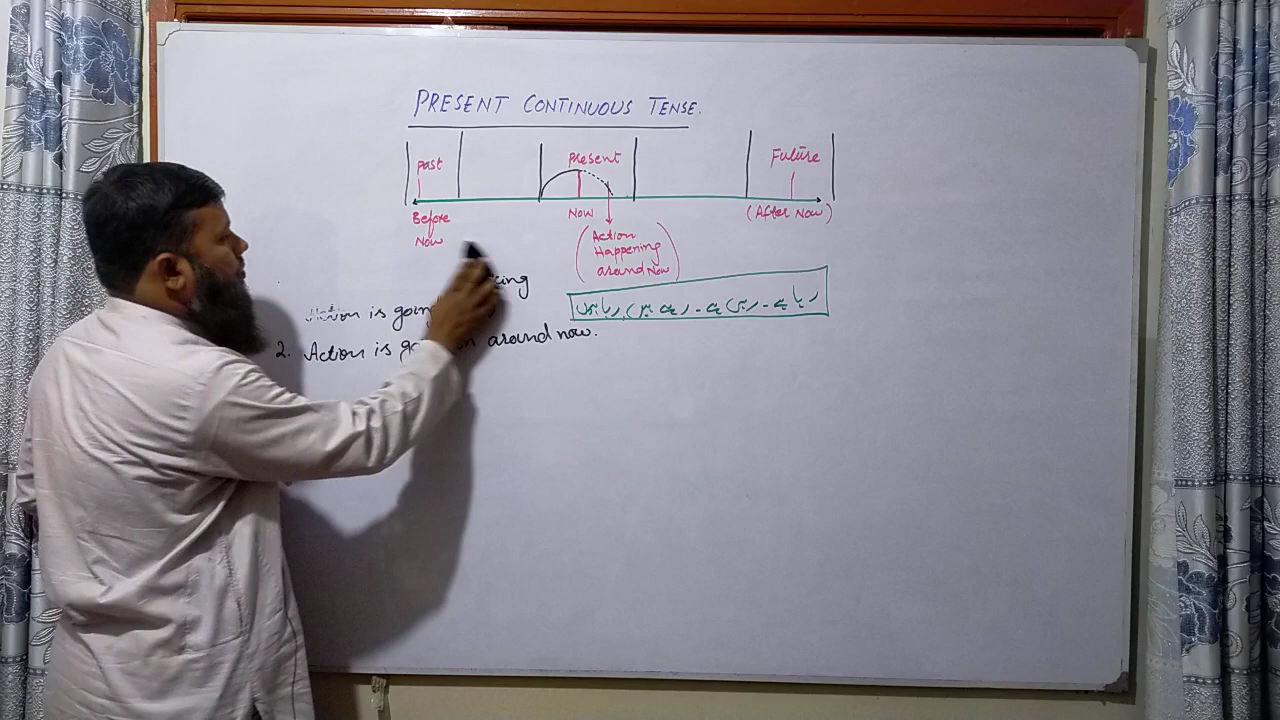 PRESENT CONTINUOUS TENSE.
Past
Present
Future
Before
Now
Now
(After Now)
(Action
Happening
around Now)
رہا ہے۔ رہی ہے۔ رہے ہیں، رہا ہوں
is going
2. Action is around now.